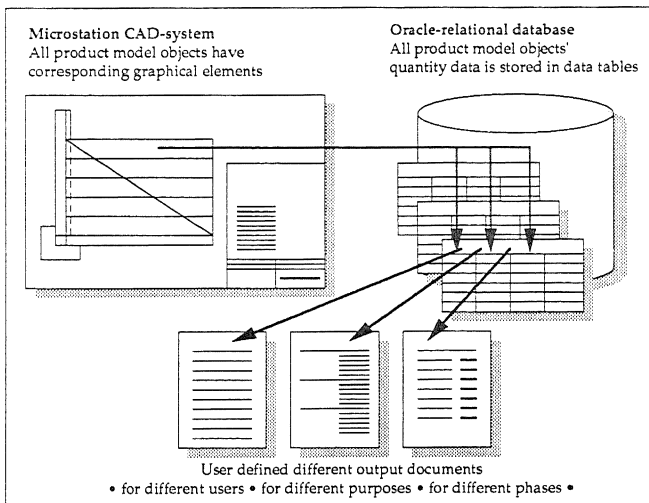 Microstation CAD-system
All product model objects have
corresponding graphical elements
Oracle-relational database
All product model objects'
quantity data is stored in data tables
User defined different output documents
• for different users • for different purposes • for different phases •